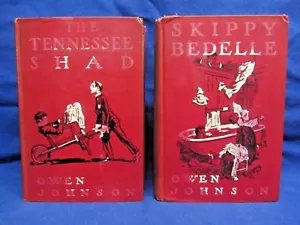 THE
TENNESSEE
SHAD
OWEN
JOHNSON
SKIPPY
BEDELLE
OWEN
JOHNSON